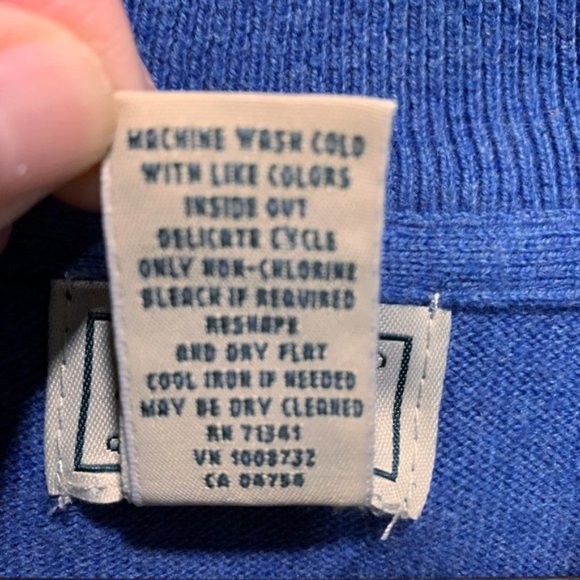 MACHINE WASH COLD
WITH LIKE COLORS
INSIDE OUT
DELICATE CYCLE
ONLY NON-CHLORINE
BLEACH IF REQUIRED
RESHAPE
AND DRY FLAT
COOL IRON IF NEEDED
MAY BE DRY CLEANED
RN 71341
VN 1008732
CA 04754